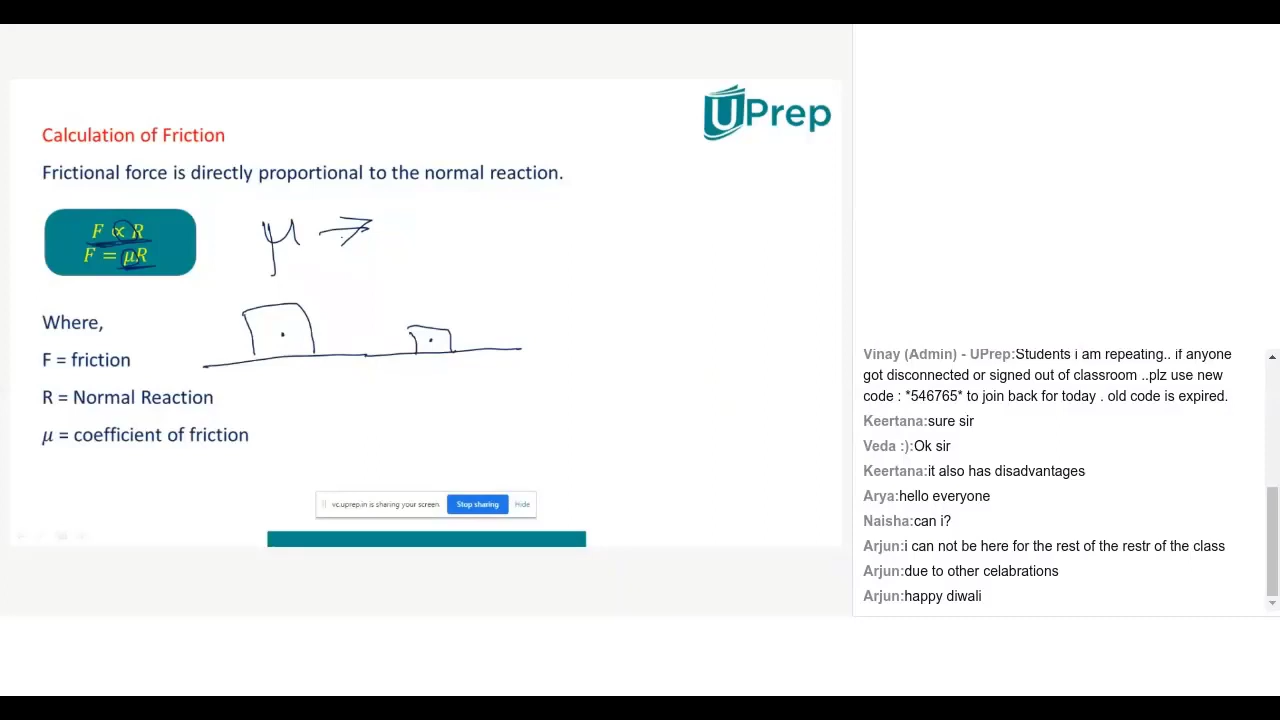 UPrep
Calculation of Friction
Frictional force is directly proportional to the normal reaction.
F ∝ R
F = μR
μ →
Where,
F = friction
R = Normal Reaction
μ = coefficient of friction
vc.uprep.in is sharing your screen. Stop sharing Hide
Vinay (Admin) - UPrep:Students i am repeating.. if anyone
got disconnected or signed out of classroom ..plz use new
code : *546765* to join back for today . old code is expired.
Keertana:sure sir
Veda :):Ok sir
Keertana:it also has disadvantages
Arya:hello everyone
Naisha:can i?
Arjun:i can not be here for the rest of the restr of the class
Arjun:due to other celabrations
Arjun:happy diwali